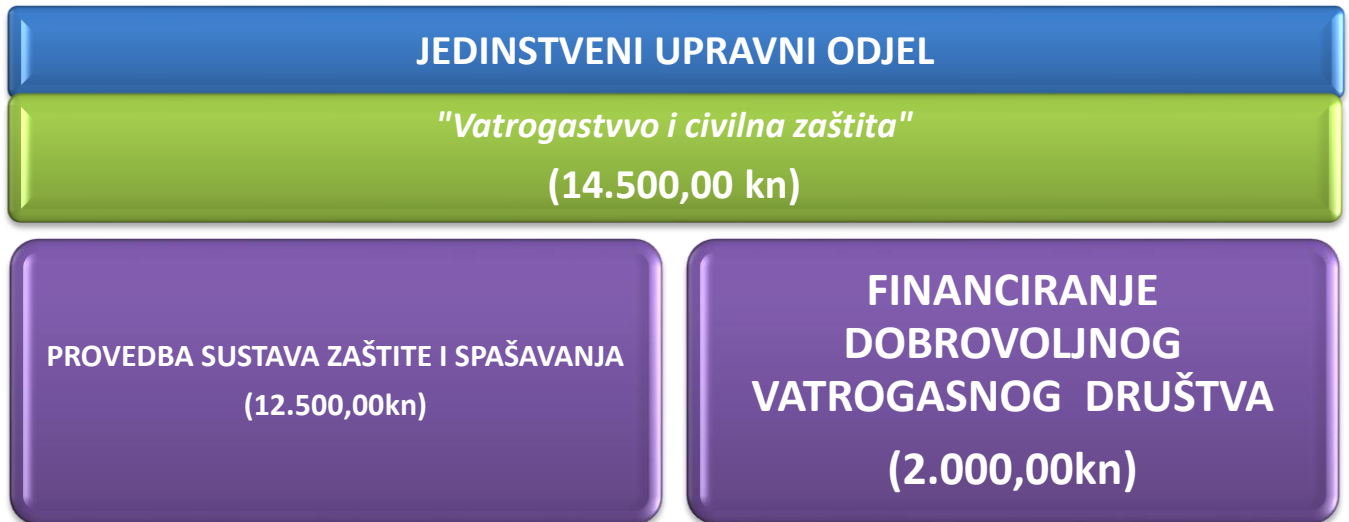 JEDINSTVENI UPRAVNI ODJEL
"Vatrogastvvo i civilna zaštita"
(14.500,00 kn)
PROVEDBA SUSTAVA ZAŠTITE I SPAŠAVANJA
(12.500,00kn)
FINANCIRANJE
DOBROVOLJNOG
VATROGASNOG DRUŠTVA
(2.000,00kn)